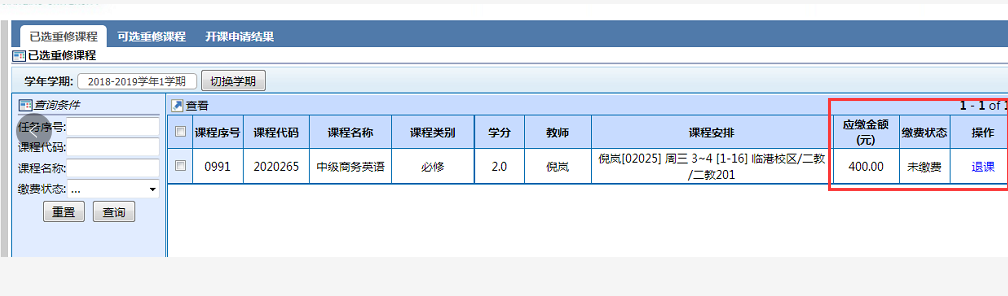 已选重修课程 可选重修课程 开课申请结果
已选重修课程
学年学期: 2018-2019学年1学期 切换学期
查询条件
任务序号:
课程代码:
课程名称:
缴费状态: ...
重置 查询
查看 1 - 1 of 1
课程序号 课程代码 课程名称 课程类别 学分 教师 课程安排 应缴金额 缴费状态 操作
(元)
0991 2020265 中级商务英语 必修 2.0 倪岚 倪岚[02025] 周三 3~4 [1-16] 临港校区/二教 400.00 未缴费 退课
/二教201